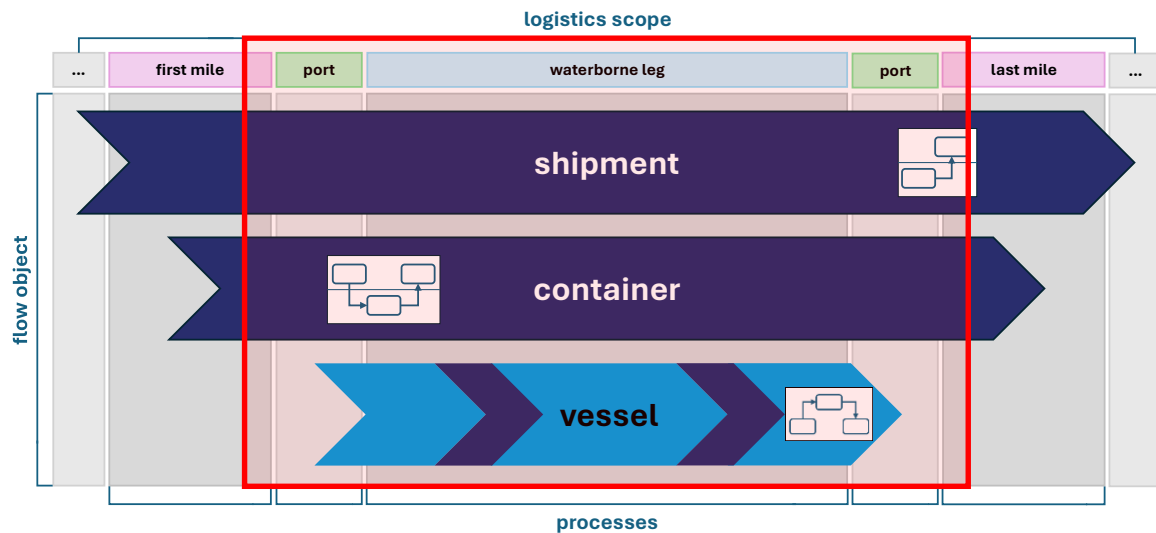 logistics scope
...
first mile
port
waterborne leg
port
last mile
...
flow object
shipment
container
vessel
processes